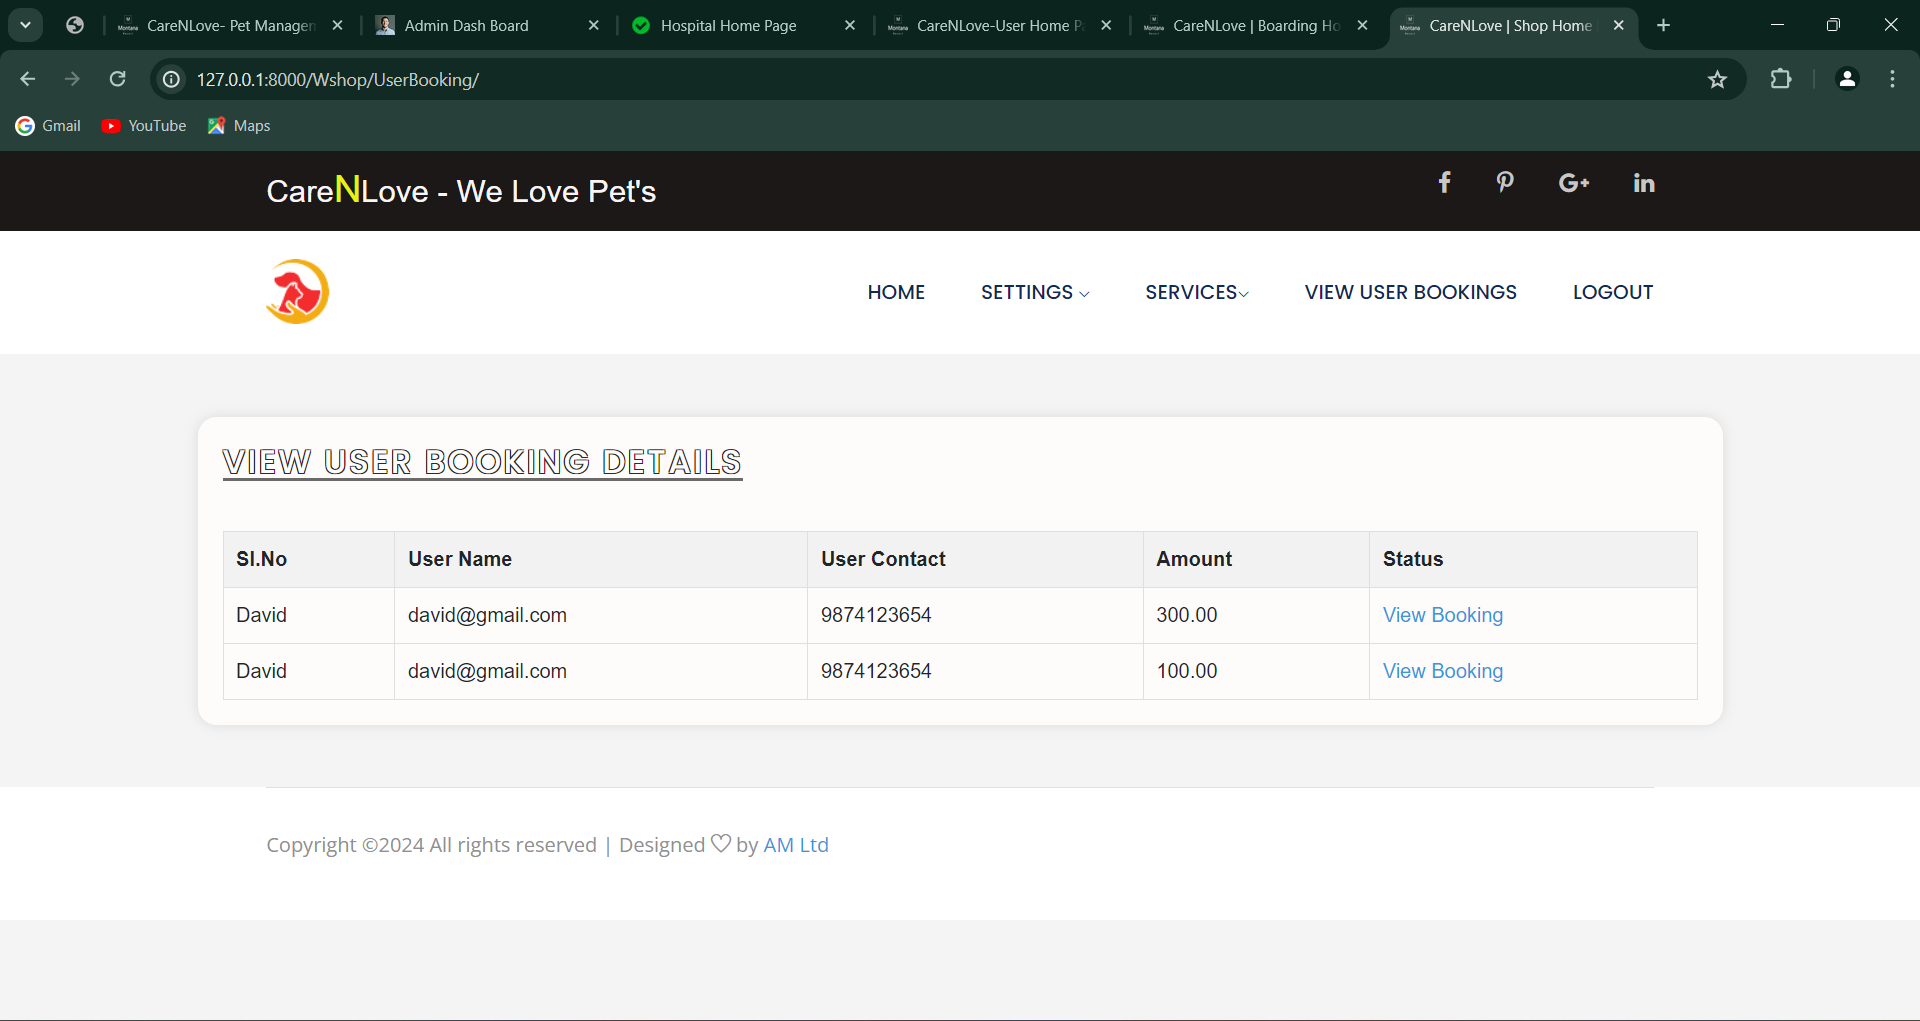 CareNLove- Pet Managem
Admin Dash Board
Hospital Home Page
CareNLove-User Home Pa
CareNLove | Boarding Ho
CareNLove | Shop Home
127.0.0.1:8000/Wshop/UserBooking/
Gmail
YouTube
Maps
CareNLove - We Love Pet's
HOME
SETTINGS
SERVICES
VIEW USER BOOKINGS
LOGOUT
VIEW USER BOOKING DETAILS
Sl.No User Name User Contact Amount Status
David david@gmail.com 9874123654 300.00 View Booking
David david@gmail.com 9874123654 100.00 View Booking
Copyright ©2024 All rights reserved | Designed ♡ by AM Ltd